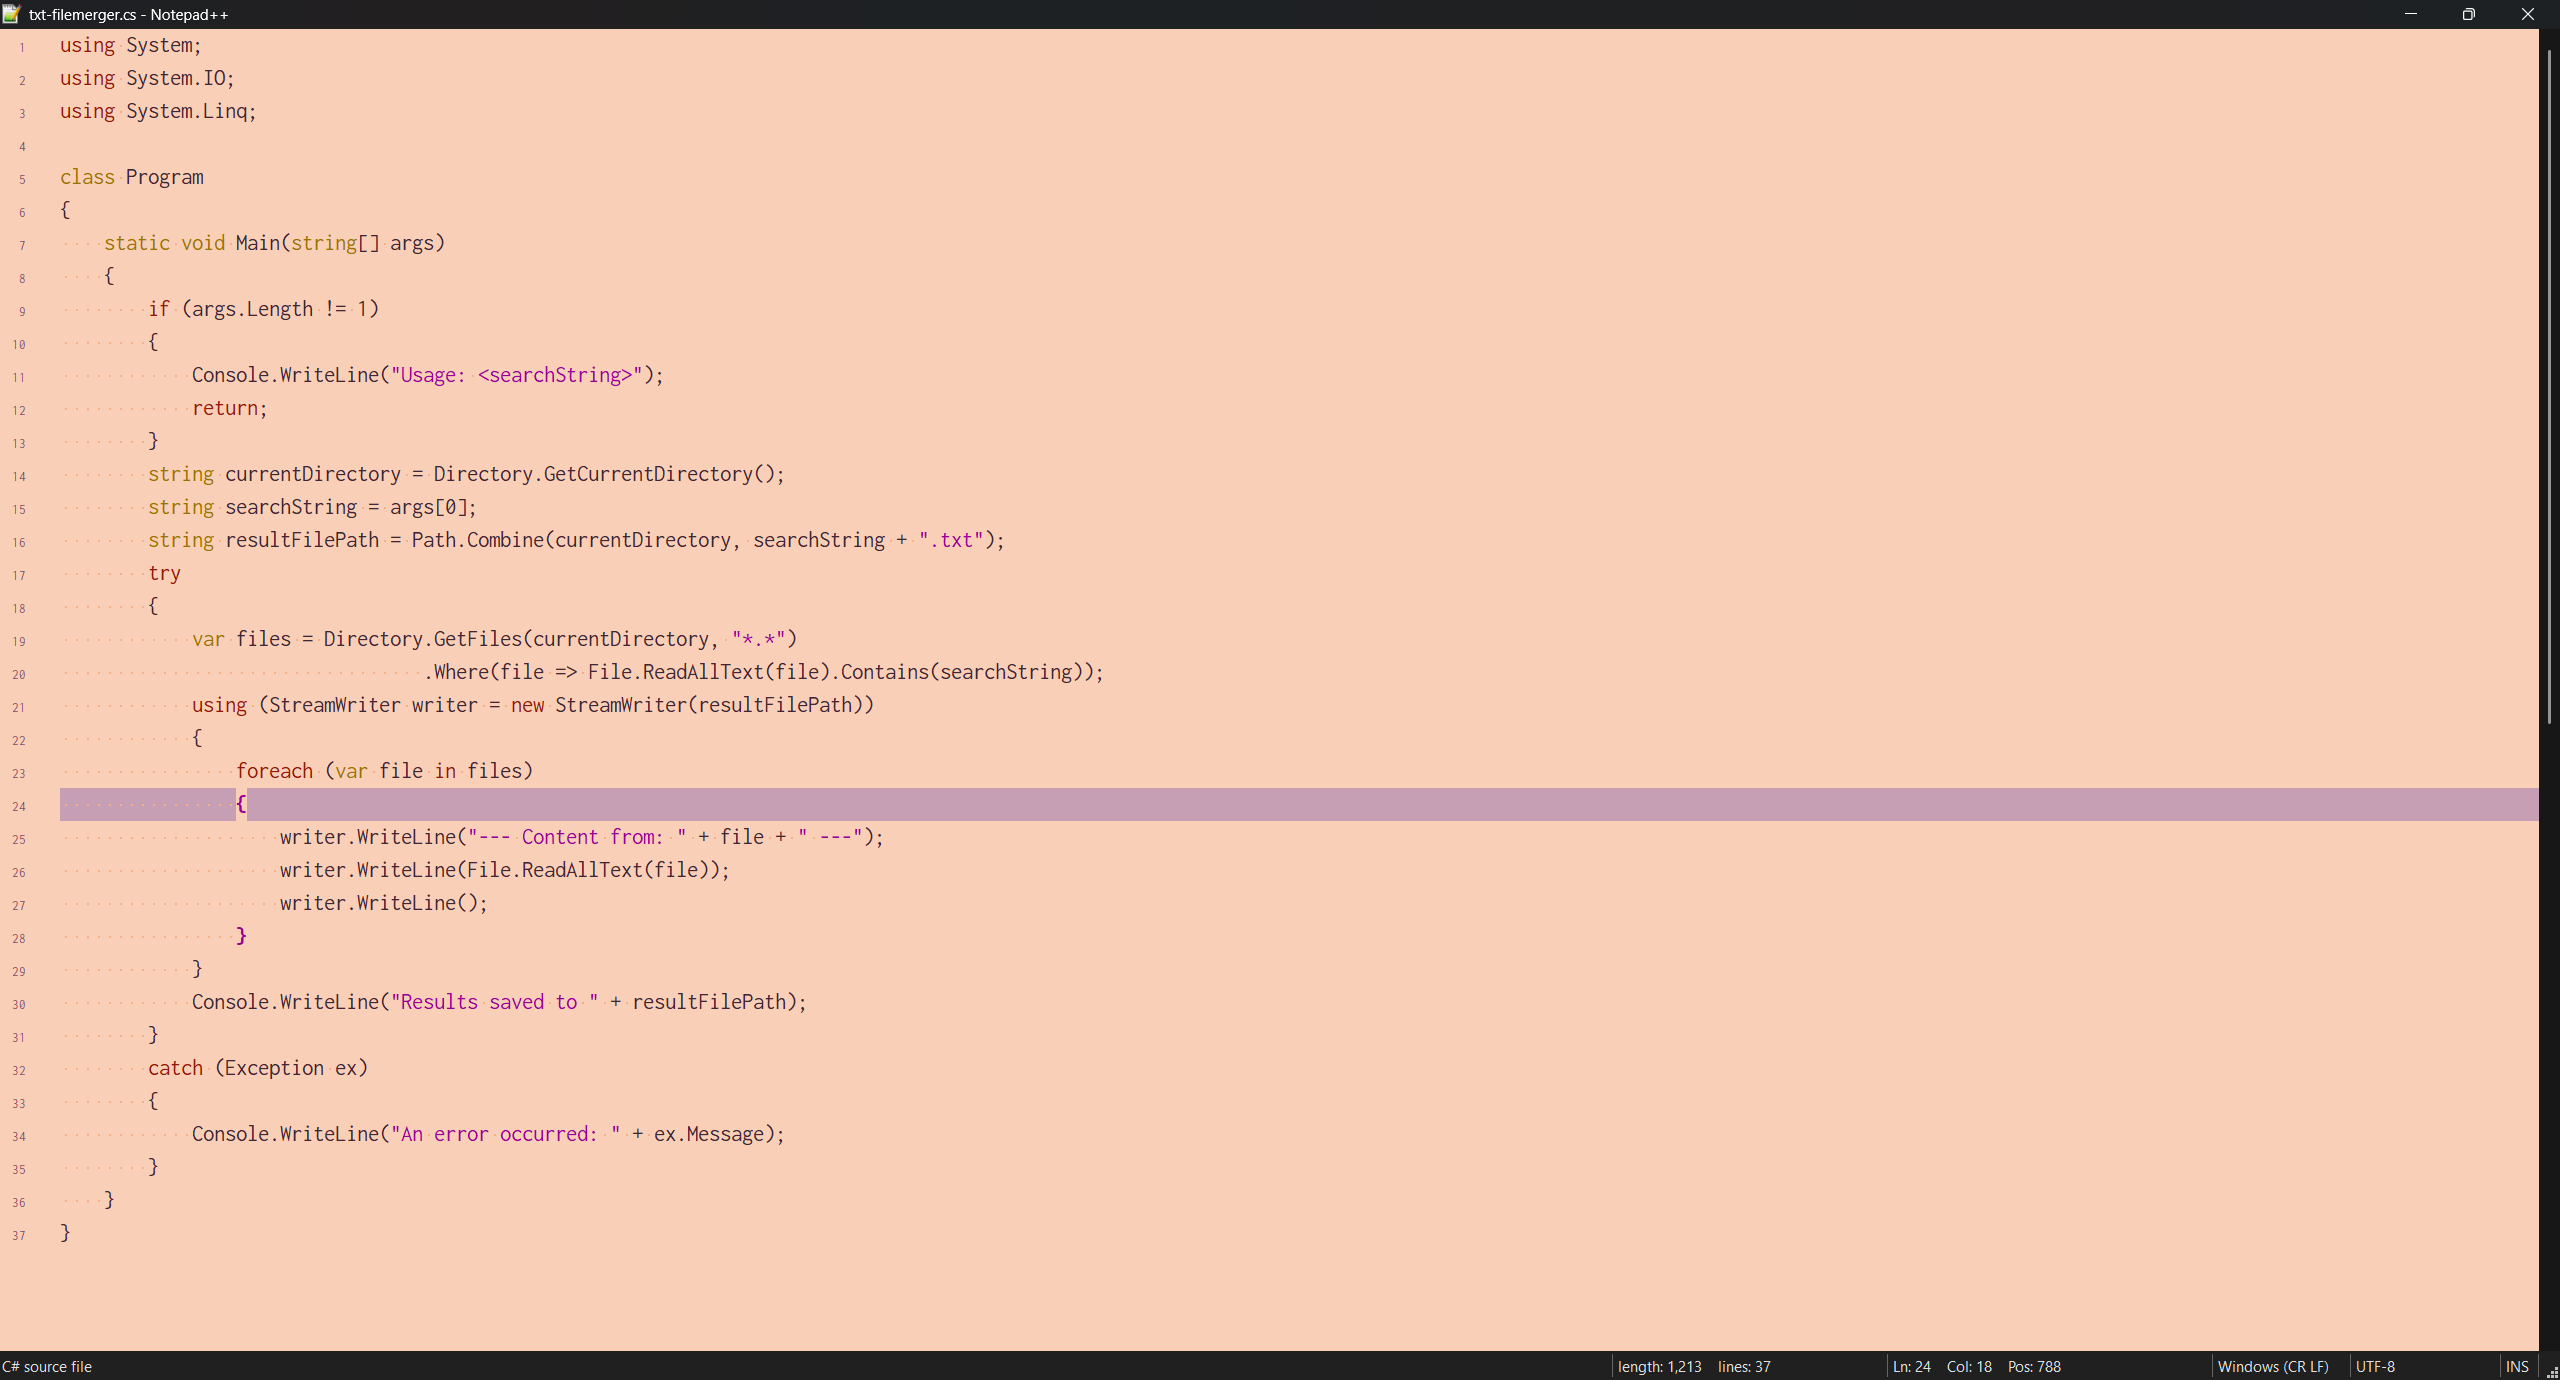 txt-filemerger.cs - Notepad++
1 using System;
2 using System.IO;
3 using System.Linq;
4
5 class Program
6 {
7     static void Main(string[] args)
8     {
9         if (args.Length != 1)
10         {
11             Console.WriteLine("Usage: <searchString>");
12             return;
13         }
14         string currentDirectory = Directory.GetCurrentDirectory();
15         string searchString = args[0];
16         string resultFilePath = Path.Combine(currentDirectory, searchString + ".txt");
17         try
18         {
19             var files = Directory.GetFiles(currentDirectory, "*.*")
20                                  .Where(file => File.ReadAllText(file).Contains(searchString));
21             using (StreamWriter writer = new StreamWriter(resultFilePath))
22             {
23                 foreach (var file in files)
24                 {
25                     writer.WriteLine("--- Content from: " + file + " ---");
26                     writer.WriteLine(File.ReadAllText(file));
27                     writer.WriteLine();
28                 }
29             }
30             Console.WriteLine("Results saved to " + resultFilePath);
31         }
32         catch (Exception ex)
33         {
34             Console.WriteLine("An error occurred: " + ex.Message);
35         }
36     }
37 }
C# source file length: 1,213 lines: 37 Ln: 24 Col: 18 Pos: 788 Windows (CR LF) UTF-8 INS